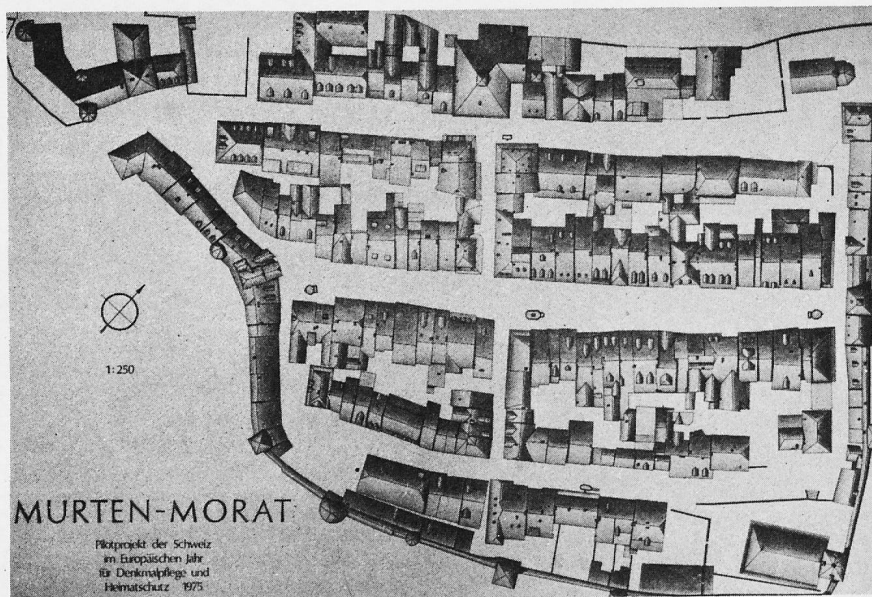 1:250
MURTEN-MORAT
Pilotprojekt der Schweiz
im Europäischen Jahr
für Denkmalpflege und
Heimatschutz 1975